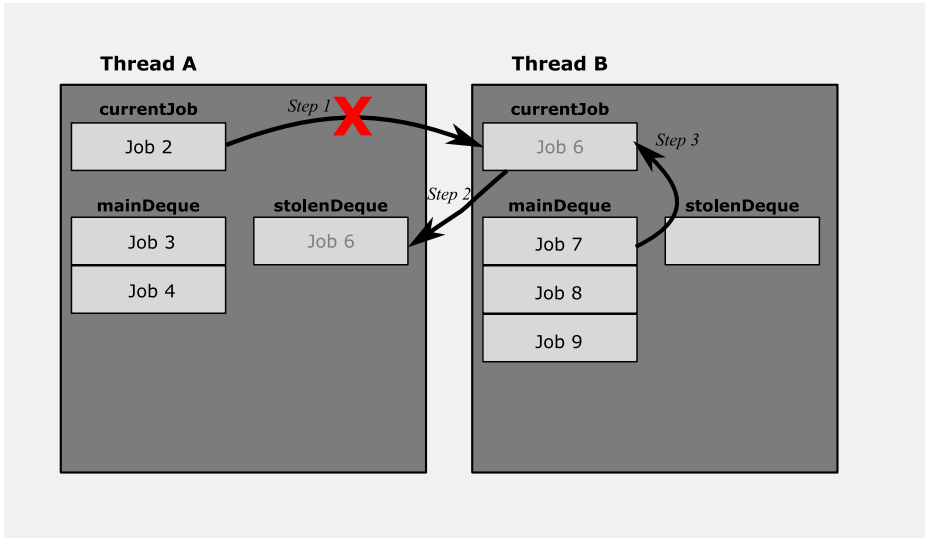 Thread A
Thread B
currentJob
Step 1
X
currentJob
Job 2
Job 6
Step 3
Step 2
mainDeque
stolenDeque
mainDeque
stolenDeque
Job 3
Job 6
Job 7
Job 4
Job 8
Job 9